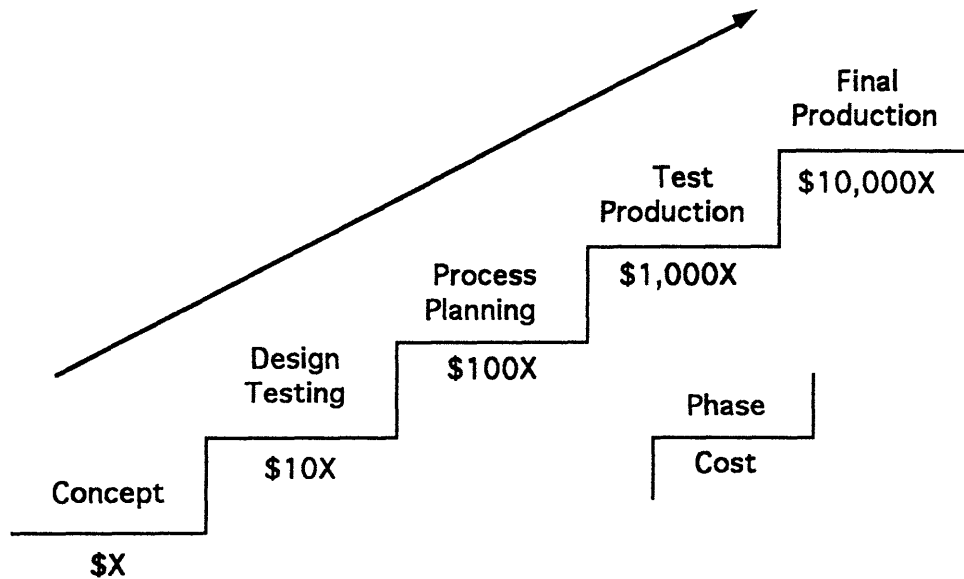 Final
Production
$10,000X
Test
Production
$1,000X
Process
Planning
$100X
Design
Testing
$10X
Phase
Cost
Concept
$X